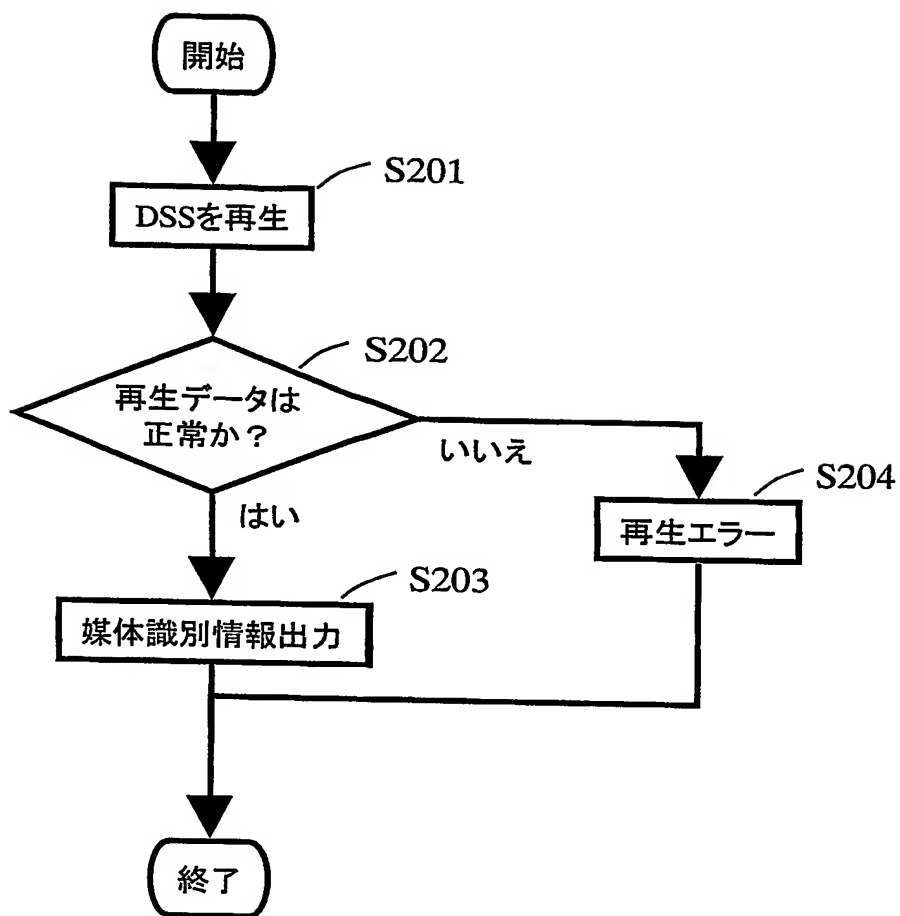 開始
S201
DSSを再生
S202
再生データは
正常か？
いいえ
S204
はい
再生エラー
S203
媒体識別情報出力
終了